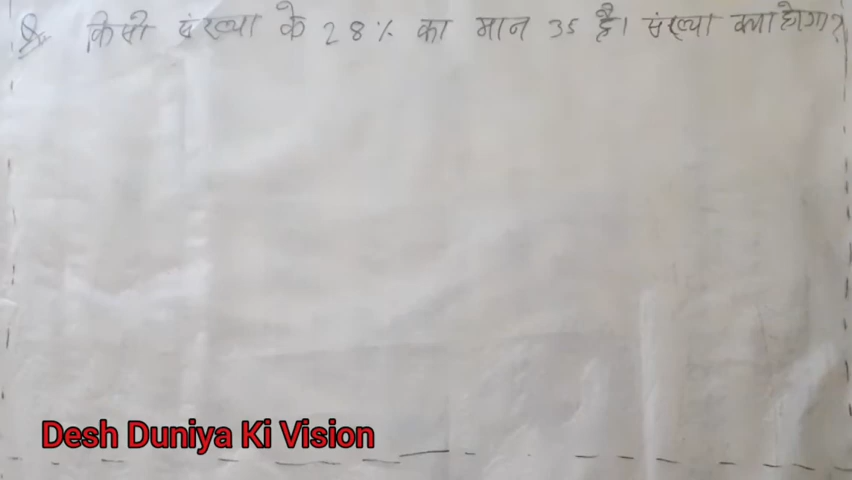 Q. किसी संख्या के 28% का मान 35 है। संख्या क्या होगा?
Desh Duniya Ki Vision